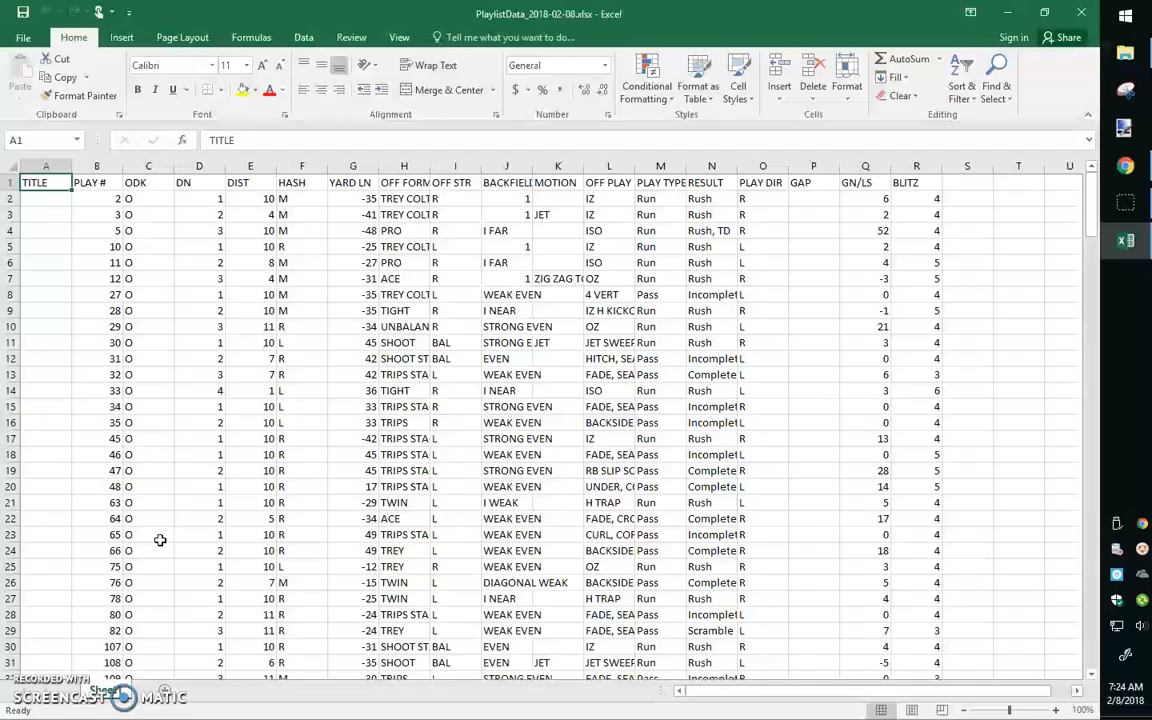 PlaylistData_2018-02-08.xlsx - Excel
File Home Insert Page Layout Formulas Data Review View Tell me what you want to do... Sign in Share
Cut Calibri 11 Wrap Text General AutoSum
Copy Fill
Paste Format Painter B I U Merge & Center $ % Conditional Formatting Format as Table Cell Styles Insert Delete Format Clear Sort & Filter Find & Select
Clipboard Font Alignment Number Styles Cells Editing
A1 fx TITLE
A B C D E F G H I J K L M N O P Q R S T U
1 TITLE PLAY # ODK DN DIST HASH YARD LN OFF FORM OFF STR BACKFIELD MOTION OFF PLAY PLAY TYPE RESULT PLAY DIR GAP GN/LS BLITZ
2 2 O 1 10 M -35 TREY COLT R 1 IZ Run Rush R 6 4
3 3 O 2 4 M -41 TREY COLT R 1 JET IZ Run Rush R 2 4
4 5 O 3 10 M -48 PRO R I FAR ISO Run Rush, TD R 52 4
5 10 O 1 10 R -25 TREY COLT L 1 IZ Run Rush L 2 4
6 11 O 2 8 M -27 PRO R I FAR ISO Run Rush R 4 5
7 12 O 3 4 M -31 ACE R 1 ZIG ZAG TO OZ Run Rush R -3 5
8 27 O 1 10 M -35 TREY COLT L WEAK EVEN 4 VERT Pass Incomplet L 0 4
9 28 O 2 10 M -35 TIGHT R I NEAR IZ H KICKO Run Rush R -1 5
10 29 O 3 11 R -34 UNBALAN R STRONG EVEN OZ Run Rush L 21 4
11 30 O 1 10 L 45 SHOOT BAL STRONG E JET JET SWEEP Run Rush R 3 4
12 31 O 2 7 R 42 SHOOT ST BAL EVEN HITCH, SEA Pass Incomplet L 0 4
13 32 O 3 7 R 42 TRIPS STA L WEAK EVEN FADE, SEA Pass Complete L 6 3
14 33 O 4 1 L 36 TIGHT R I NEAR ISO Run Rush L 3 6
15 34 O 1 10 L 33 TRIPS STA R STRONG EVEN FADE, SEA Pass Incomplet R 0 4
16 35 O 2 10 L 33 TRIPS R WEAK EVEN BACKSIDE Pass Incomplet R 0 4
17 45 O 1 10 R -42 TRIPS STA L STRONG EVEN IZ Run Rush R 13 4
18 46 O 1 10 R 45 TRIPS STA L WEAK EVEN FADE, SEA Pass Incomplet L 0 5
19 47 O 2 10 R 45 TRIPS STA L STRONG EVEN RB SLIP SC Pass Complete R 28 5
20 48 O 1 10 R 17 TRIPS STA L WEAK EVEN UNDER, C Pass Complete L 14 5
21 63 O 1 10 R -29 TWIN L I WEAK H TRAP Run Rush L 5 4
22 64 O 2 5 R -34 ACE L WEAK EVEN FADE, CRO Pass Complete R 17 4
23 65 O 1 10 R 49 TRIPS STA L WEAK EVEN CURL, COR Pass Incomplet R 0 4
24 66 O 2 10 R 49 TREY L WEAK EVEN BACKSIDE Pass Complete R 18 4
25 75 O 1 10 L -12 TREY R WEAK EVEN OZ Run Rush R 3 4
26 76 O 2 7 M -15 TWIN L DIAGONAL WEAK BACKSIDE Pass Complete R 5 4
27 78 O 1 10 R -25 TWIN L I NEAR H TRAP Run Rush R 4 4
28 80 O 2 11 R -24 TRIPS STA L WEAK EVEN FADE, SEA Pass Incomplet L 0 4
29 82 O 3 11 R -24 TREY L WEAK EVEN FADE, SEA Pass Scramble L 7 3
30 107 O 1 10 R -31 SHOOT ST BAL EVEN IZ Run Rush R 4 4
31 108 O 2 6 R -35 SHOOT BAL EVEN JET JET SWEEP Run Rush L -5 4
RECORDED WITH
SCREENCAST MATIC
Ready 100%
7:24 AM
2/8/2018